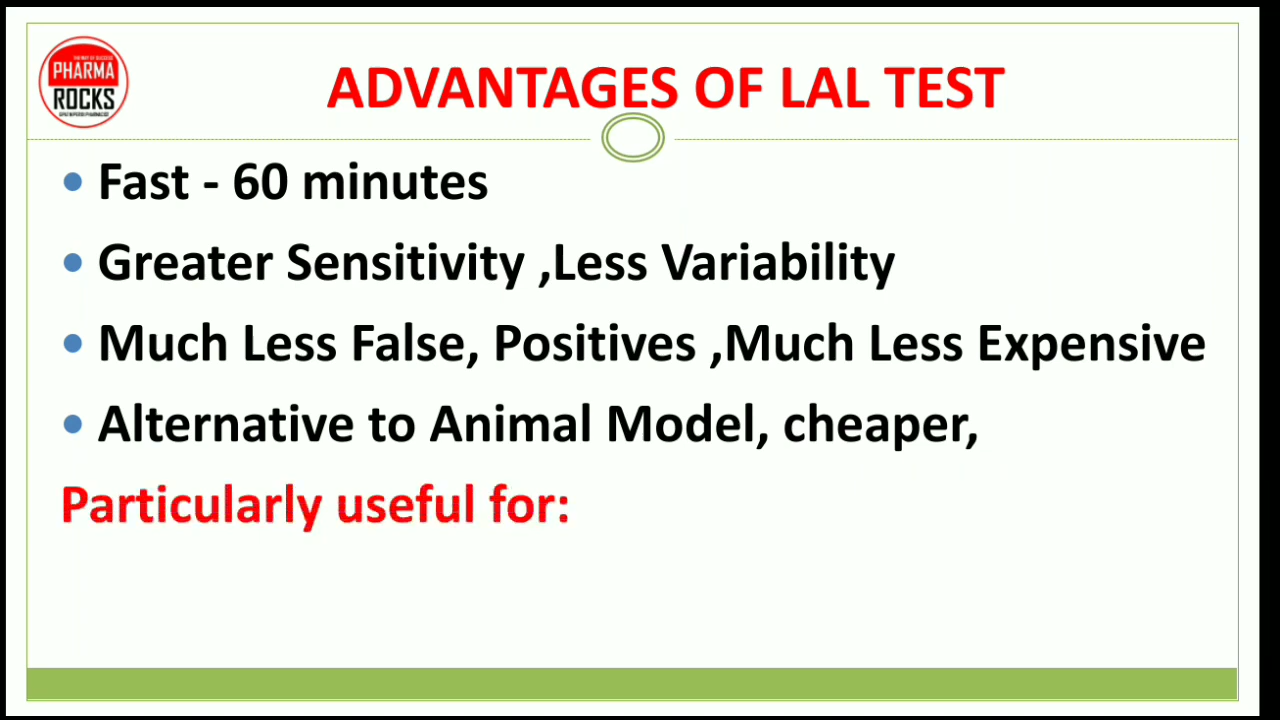 PHARMA
ROCKS
ADVANTAGES OF LAL TEST
Fast - 60 minutes
Greater Sensitivity ,Less Variability
Much Less False, Positives ,Much Less Expensive
Alternative to Animal Model, cheaper,
Particularly useful for: